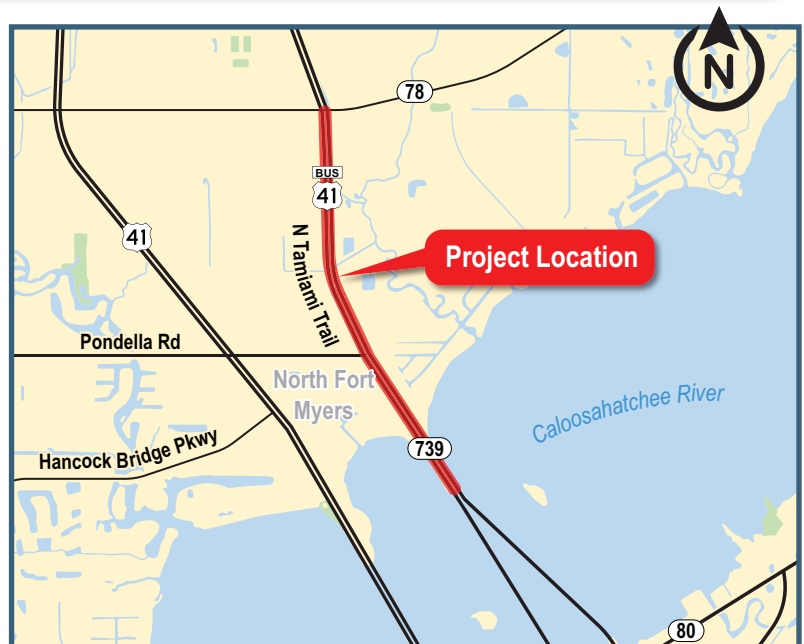 N
78
BUS
41
41
N Tamiami Trail
Project Location
Pondella Rd
North Fort
Myers
Caloosahatchee River
Hancock Bridge Pkwy
739
80